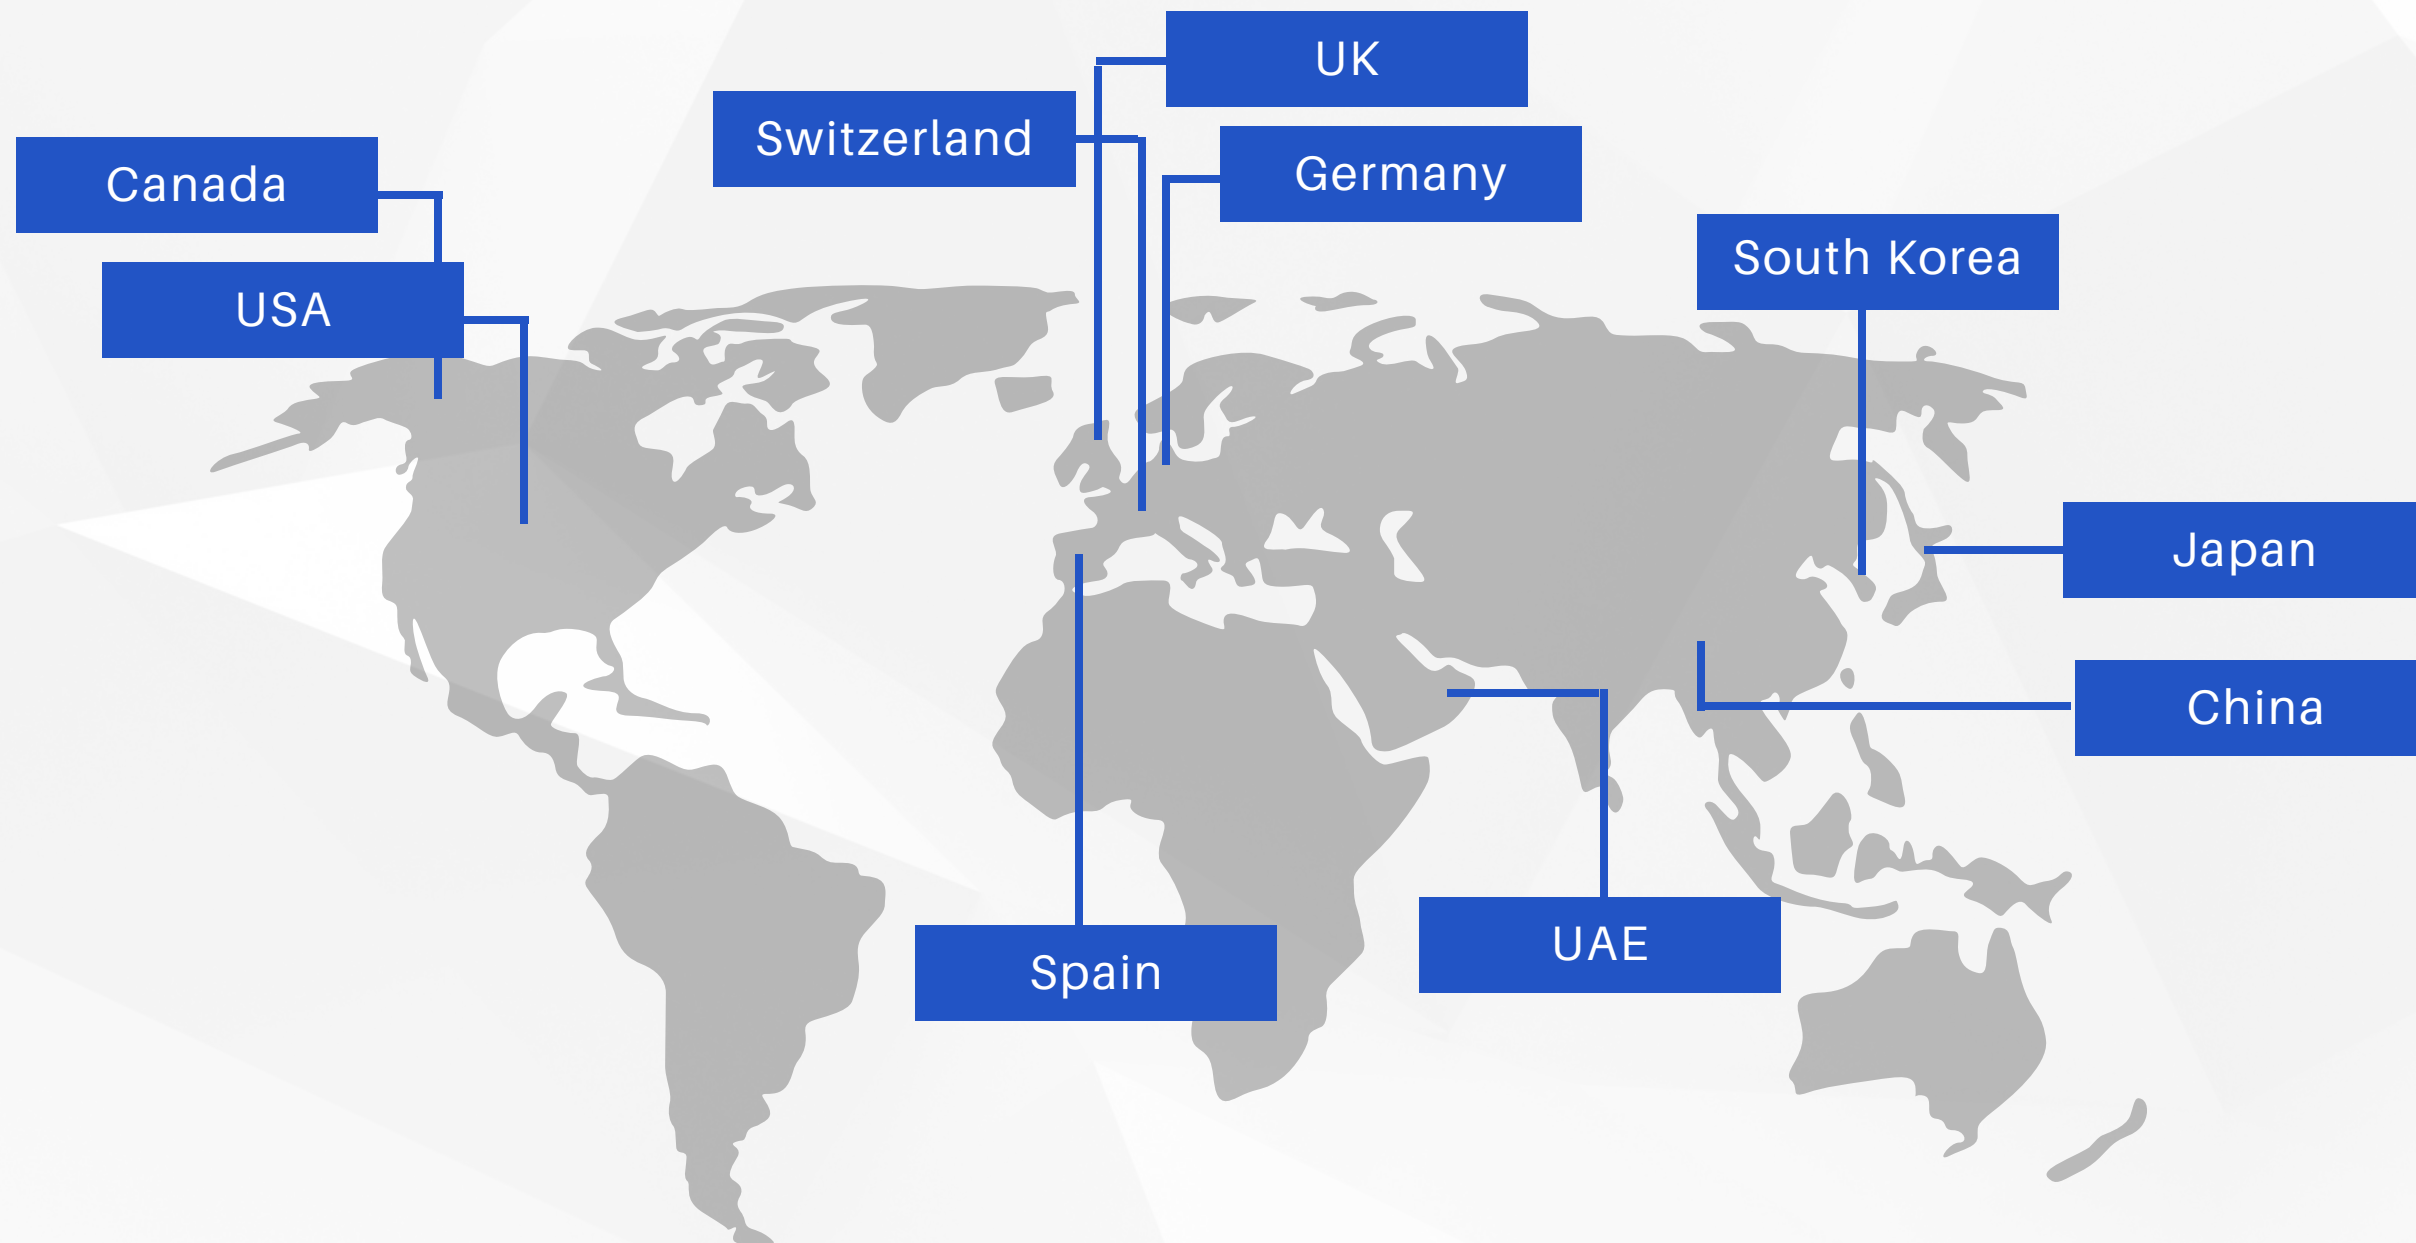 UK
Switzerland
Germany
Canada
South Korea
USA
Japan
China
UAE
Spain